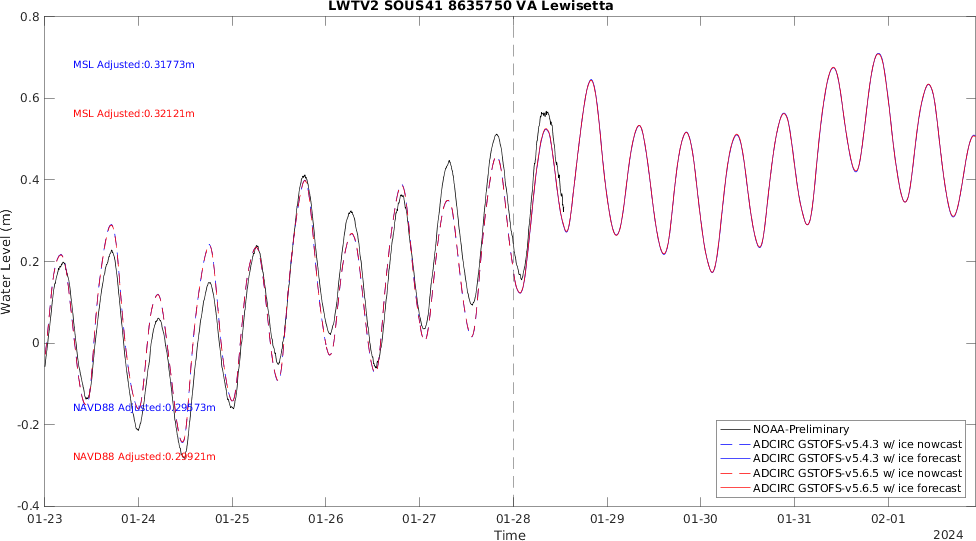 LWTV2 SOUS41 8635750 VA Lewisetta
0.8
0.6
0.4
0.2
0
-0.2
-0.4
Water Level (m)
MSL Adjusted:0.31773m
MSL Adjusted:0.32121m
NAVD88 Adjusted:0.29573m
NAVD88 Adjusted:0.29921m
NOAA-Preliminary
ADCIRC GSTOFS-v5.4.3 w/ ice nowcast
ADCIRC GSTOFS-v5.4.3 w/ ice forecast
ADCIRC GSTOFS-v5.6.5 w/ ice nowcast
ADCIRC GSTOFS-v5.6.5 w/ ice forecast
01-23 01-24 01-25 01-26 01-27 01-28 01-29 01-30 01-31 02-01
Time
2024